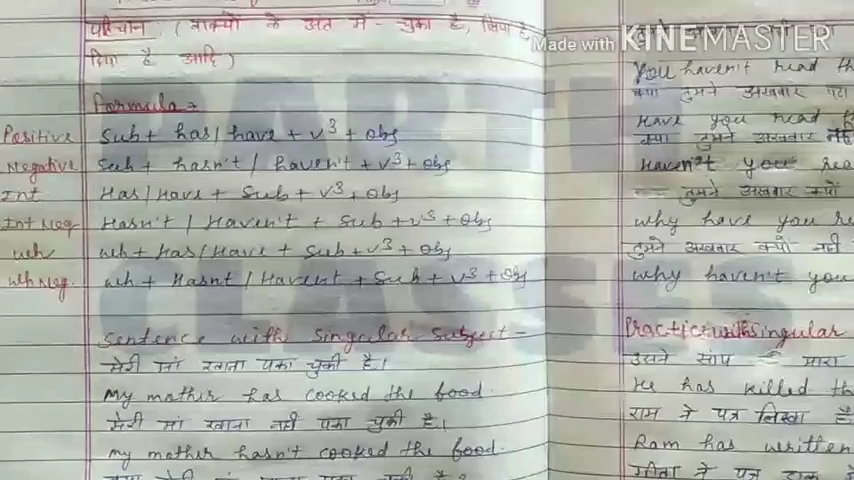 पहिचान (वाक्यों के अंत में - चुका है, लिया है,
दिया है आदि)
Formula →
Positive Sub + has/have + v³ + Obj
Negative Sub + hasn't / haven't + v³ + Obj
Int Has/Have + Sub + v³ + Obj
Int Neg Hasn't / Haven't + Sub + v³ + Obj
wh wh + Has/Have + Sub + v³ + Obj
wh Neg. wh + Hasnt / Havent + Sub + v³ + Obj
Sentence with Singular Subject -
मेरी मां खाना पका चुकी है।
My mother has cooked the food.
मेरी मां खाना नहीं पका चुकी है।
My mother hasn't cooked the food.
Made with KINEMASTER
You haven't read th
क्या तुमने अखबार पढ़ा
Have you read t
क्या तुमने अखबार नहीं
Haven't you rea
तुमने अखबार क्यों
why have you re
तुमने अखबार क्यों नहीं
why haven't you
Practice with Singular
उसने सांप मारा
He has killed th
राम ने पत्र लिखा है
Ram has written
PARTH
CLASSES